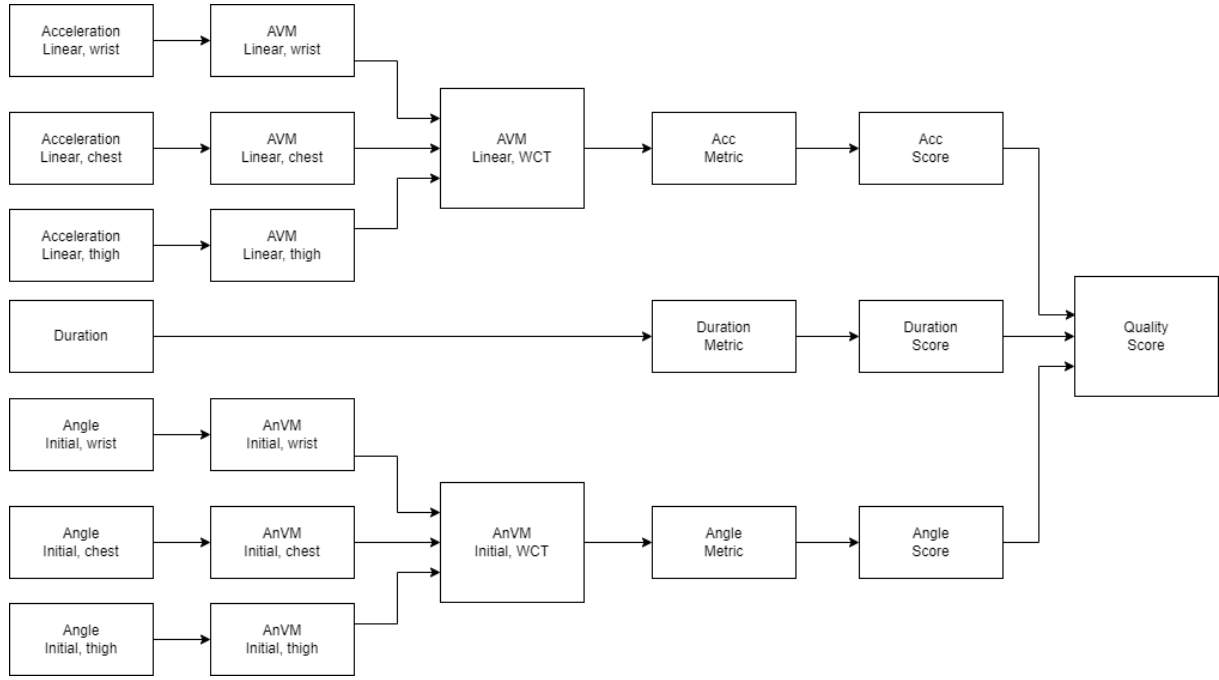 Acceleration
Linear, wrist
AVM
Linear, wrist
Acceleration
Linear, chest
AVM
Linear, chest
AVM
Linear, WCT
Acc
Metric
Acc
Score
Acceleration
Linear, thigh
AVM
Linear, thigh
Duration
Duration
Metric
Duration
Score
Quality
Score
Angle
Initial, wrist
AnVM
Initial, wrist
Angle
Initial, chest
AnVM
Initial, chest
AnVM
Initial, WCT
Angle
Metric
Angle
Score
Angle
Initial, thigh
AnVM
Initial, thigh